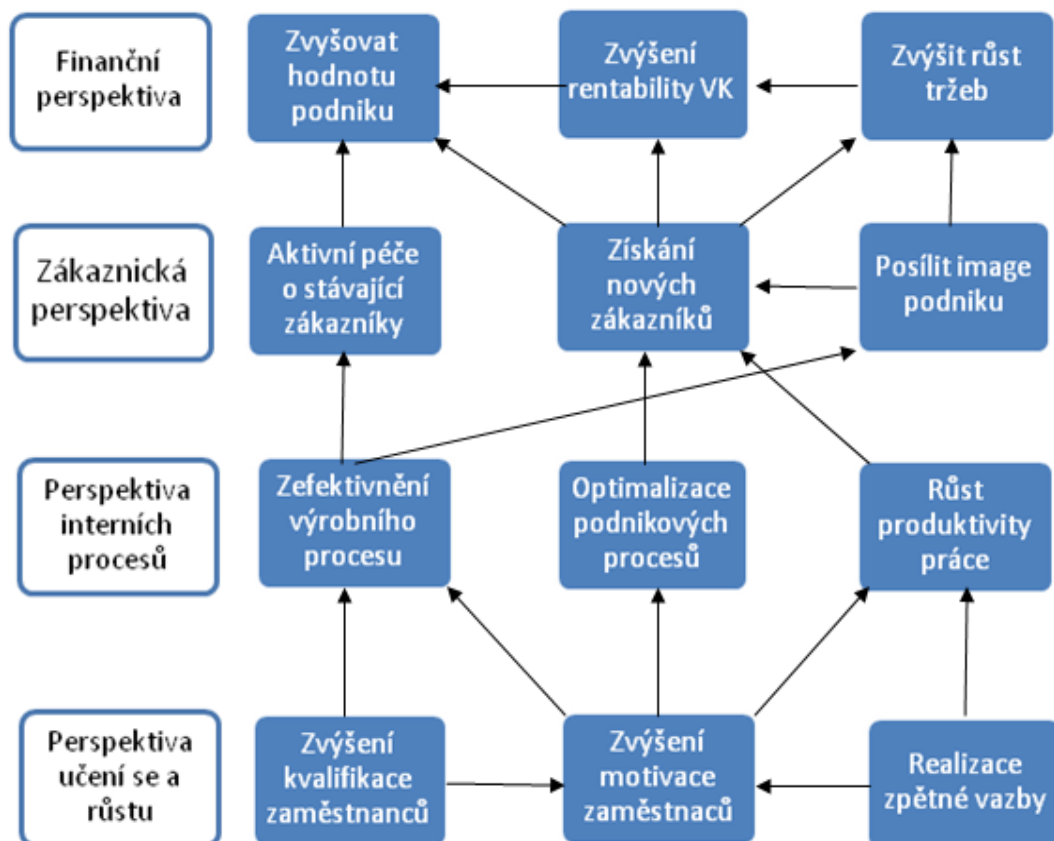 Finanční
perspektiva
Zvyšovat
hodnotu
podniku
Zvýšení
rentability VK
Zvýšit růst
tržeb
Zákaznická
perspektiva
Aktivní péče
o stávající
zákazníky
Získání
nových
zákazníků
Posílit image
podniku
Perspektiva
interních
procesů
Zefektivnění
výrobního
procesu
Optimalizace
podnikových
procesů
Růst
produktivity
práce
Perspektiva
učení se a
růstu
Zvýšení
kvalifikace
zaměstnanců
Zvýšení
motivace
zaměstnaců
Realizace
zpětné vazby